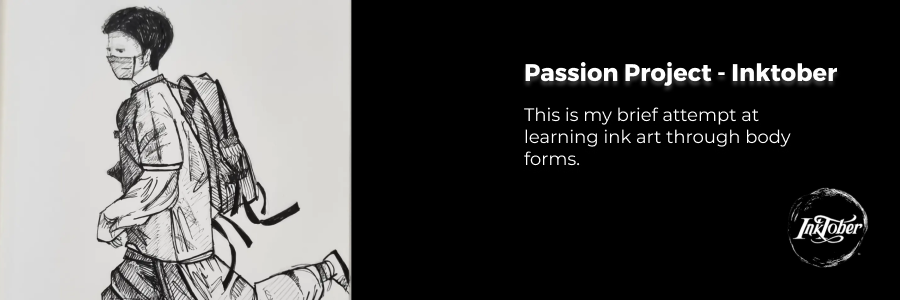 Passion Project - Inktober
This is my brief attempt at
learning ink art through body
forms.
InkTober